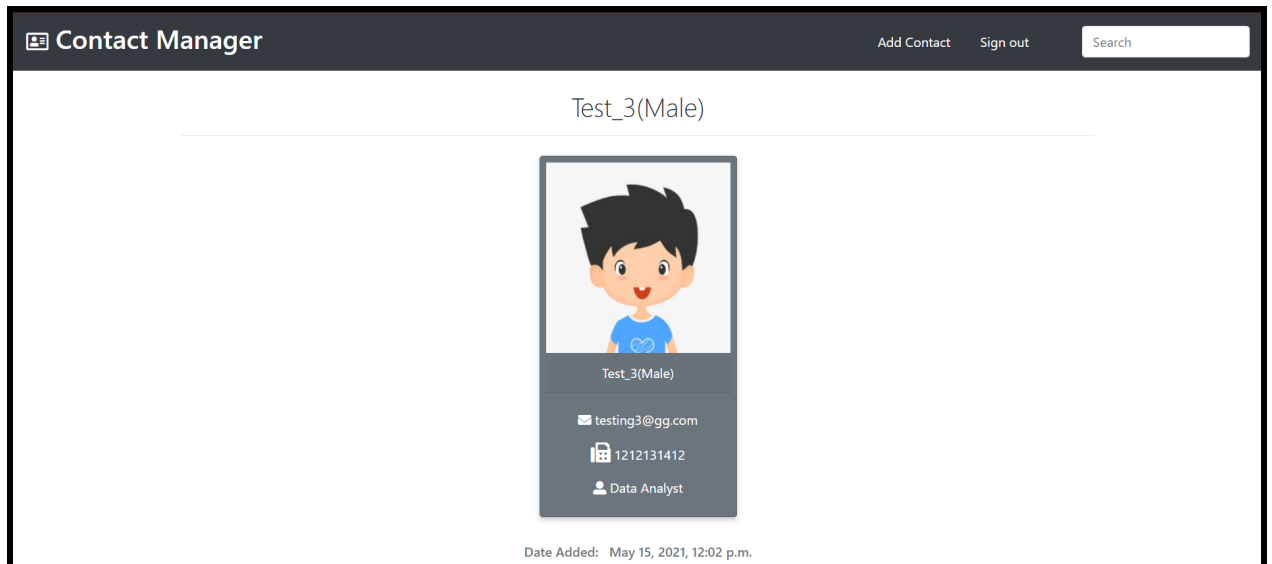 Contact Manager
Add Contact
Sign out
Search
Test_3(Male)
Test_3(Male)
testing3@gg.com
1212131412
Data Analyst
Date Added: May 15, 2021, 12:02 p.m.